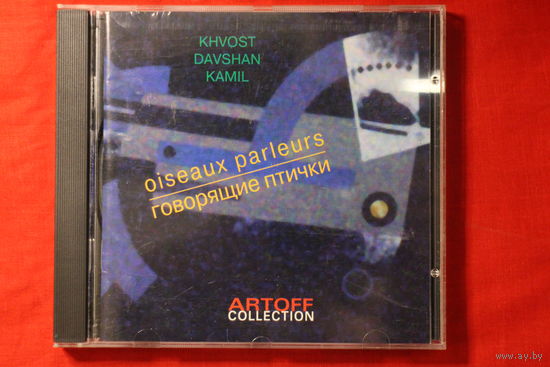 KHVOST
DAVSHAN
KAMIL
oiseaux parleurs
говорящие птички
ARTOFF
COLLECTION
www.ay.by